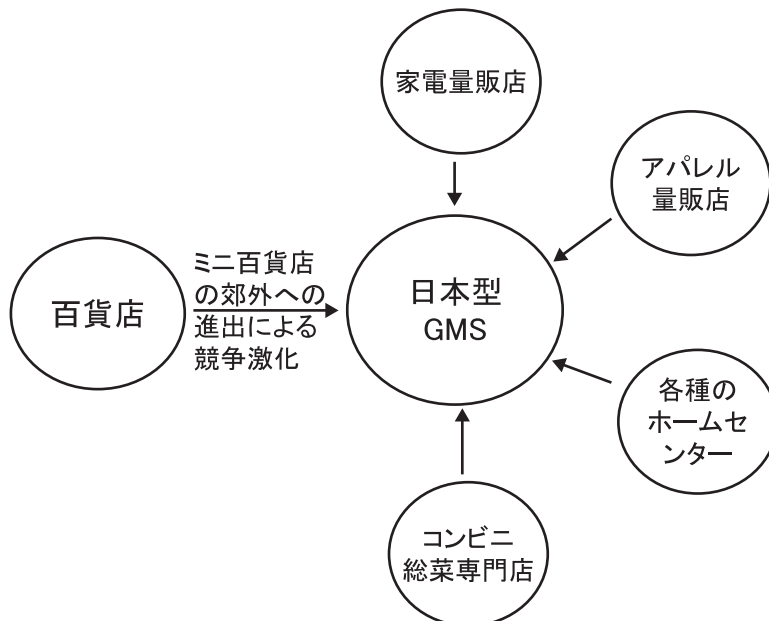 家電量販店
アパレル
量販店
百貨店
ミニ百貨店
の郊外への
進出による
競争激化
日本型
GMS
各種の
ホームセ
ンター
コンビニ
総菜専門店